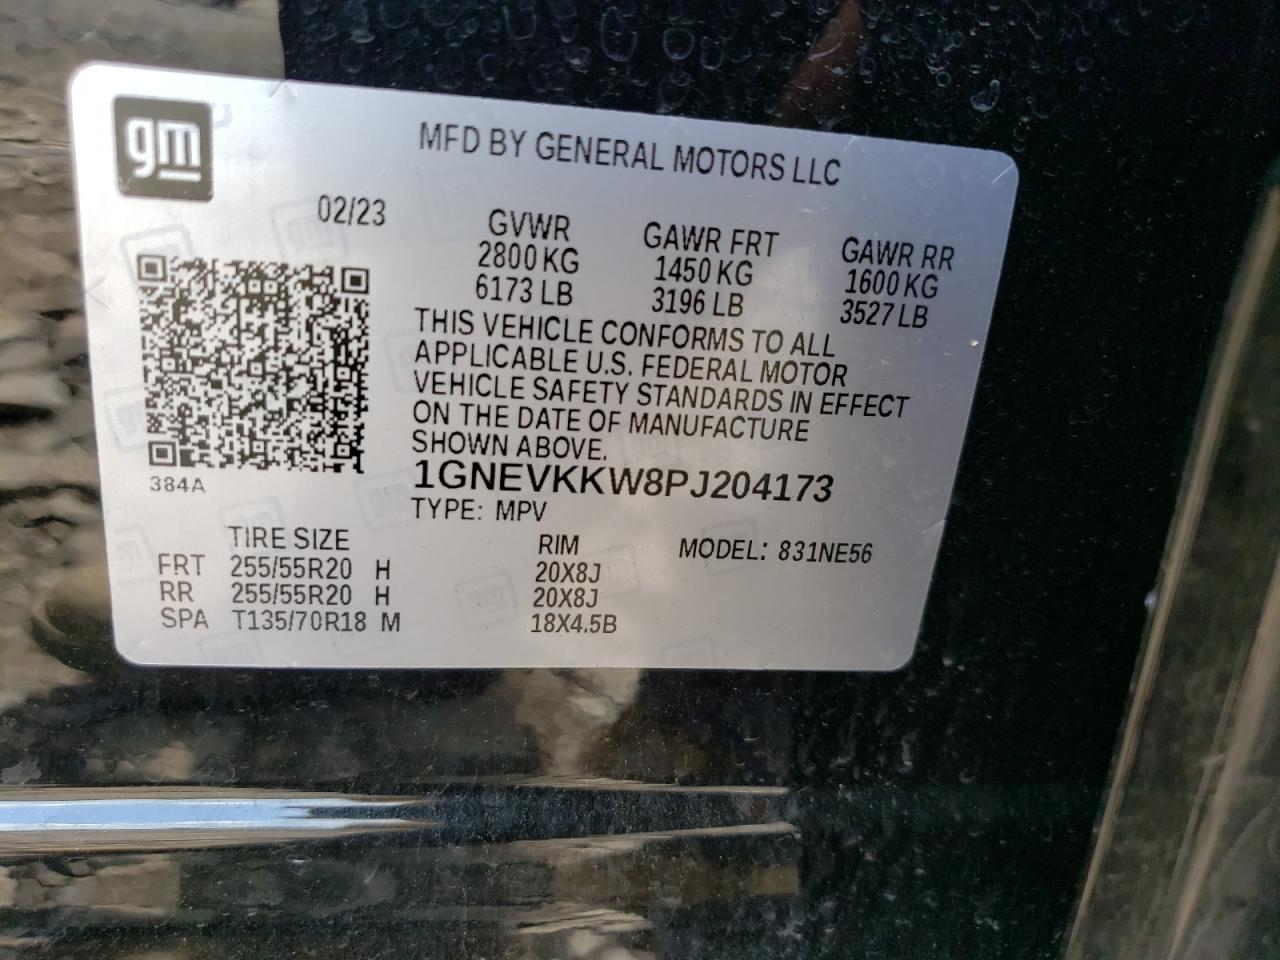 gm
MFD BY GENERAL MOTORS LLC
02/23
GVWR GAWR FRT GAWR RR
2800 KG 1450 KG 1600 KG
6173 LB 3196 LB 3527 LB
THIS VEHICLE CONFORMS TO ALL
APPLICABLE U.S. FEDERAL MOTOR
VEHICLE SAFETY STANDARDS IN EFFECT
ON THE DATE OF MANUFACTURE
SHOWN ABOVE.
384A
1GNEVKKW8PJ204173
TYPE: MPV
TIRE SIZE RIM MODEL: 831NE56
FRT 255/55R20 H 20X8J
RR 255/55R20 H 20X8J
SPA T135/70R18 M 18X4.5B